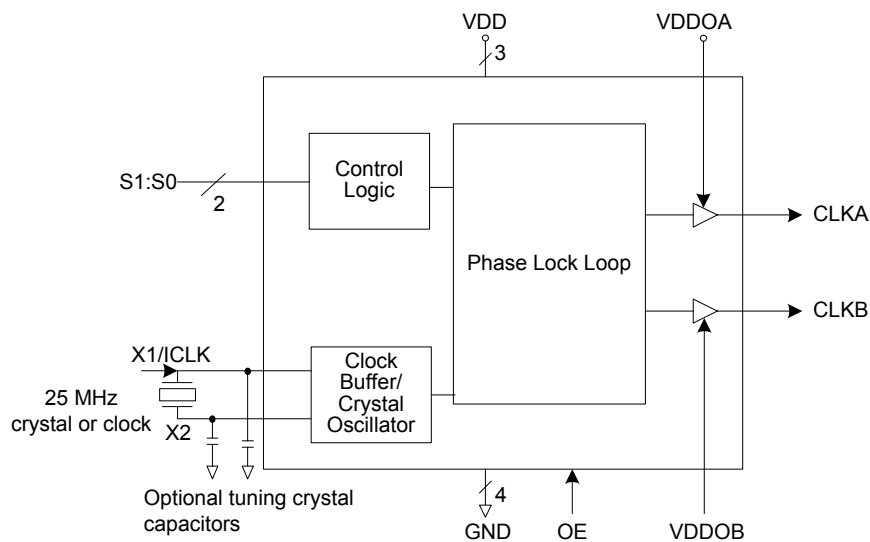 VDD
VDDOA
3
S1:S0
2
Control
Logic
Phase Lock Loop
CLKA
CLKB
X1/ICLK
25 MHz
crystal or clock
X2
Clock
Buffer/
Crystal
Oscillator
Optional tuning crystal
capacitors
4
GND
OE
VDDOB